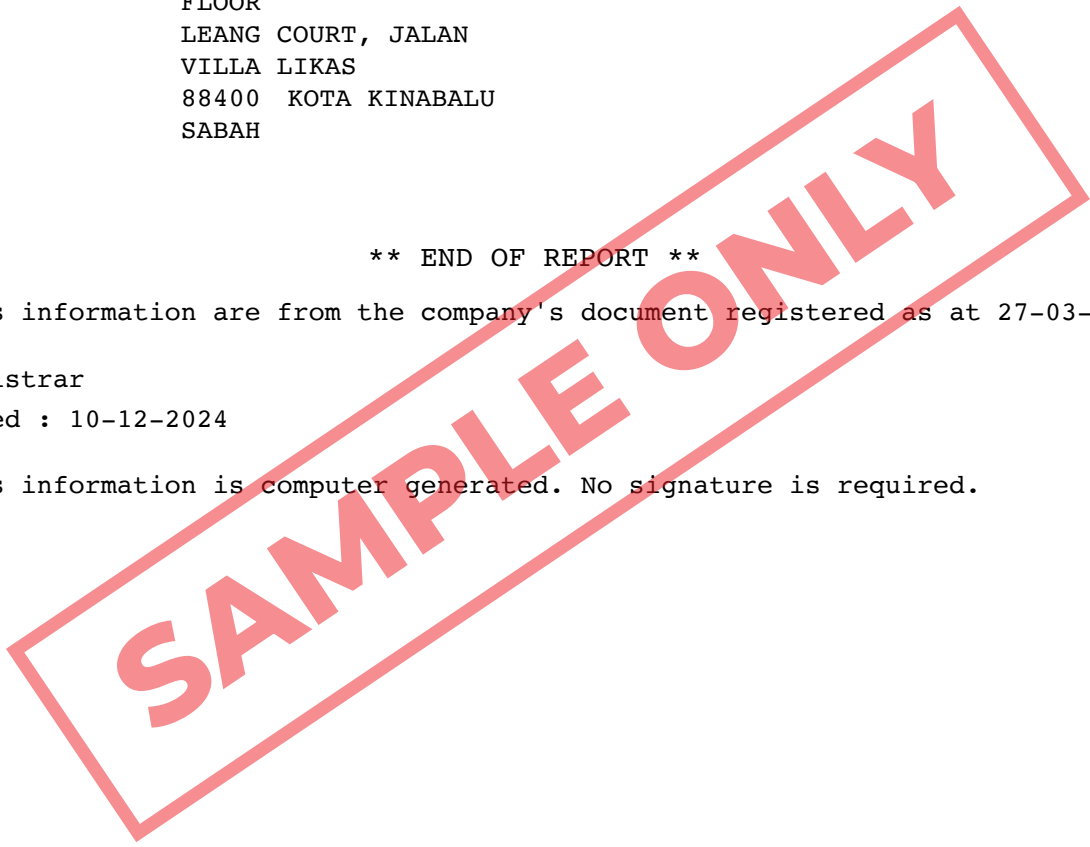 FLOOR
LEANG COURT, JALAN
VILLA LIKAS
88400 KOTA KINABALU
SABAH
** END OF REPORT **
s information are from the company's document registered as at 27-03-
istrar
ed : 10-12-2024
s information is computer generated. No signature is required.
SAMPLE ONLY